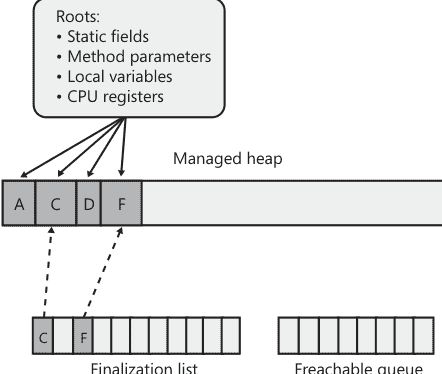 Roots:
• Static fields
• Method parameters
• Local variables
• CPU registers
Managed heap
A C D F
C F
Finalization list Freachable queue